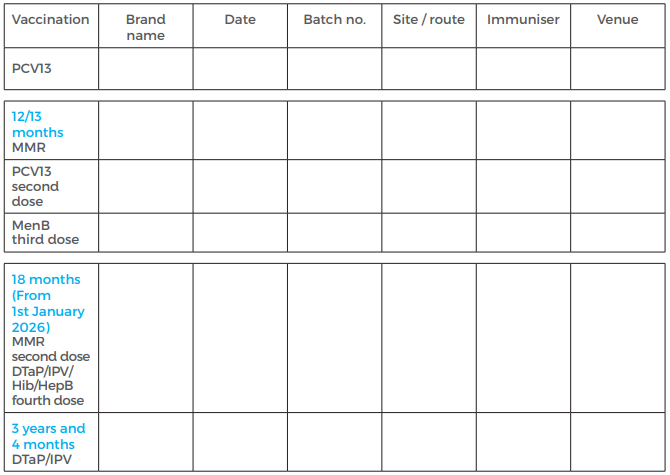 Vaccination Brand name Date Batch no. Site / route Immuniser Venue
PCV13
12/13
months
MMR
PCV13
second
dose
MenB
third dose
18 months
(From
1st January
2026)
MMR
second dose
DTaP/IPV/
Hib/HepB
fourth dose
3 years and
4 months
DTaP/IPV